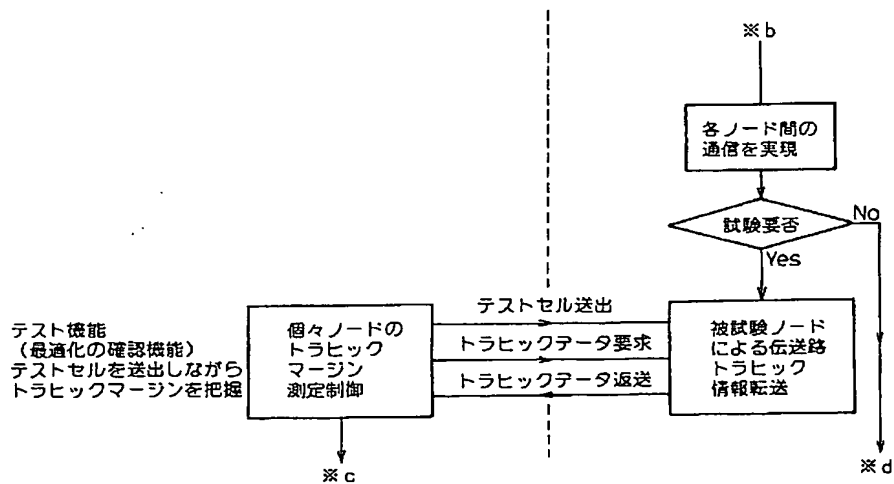 ※b
各ノード間の
通信を実現
試験要否
No
Yes
テストセル送出
トラヒックデータ要求
トラヒックデータ返送
テスト機能
(最適化の確認機能)
テストセルを送出しながら
トラヒックマージンを把握
個々ノードの
トラヒック
マージン
測定制御
被試験ノード
による伝送路
トラヒック
情報転送
※c
※d